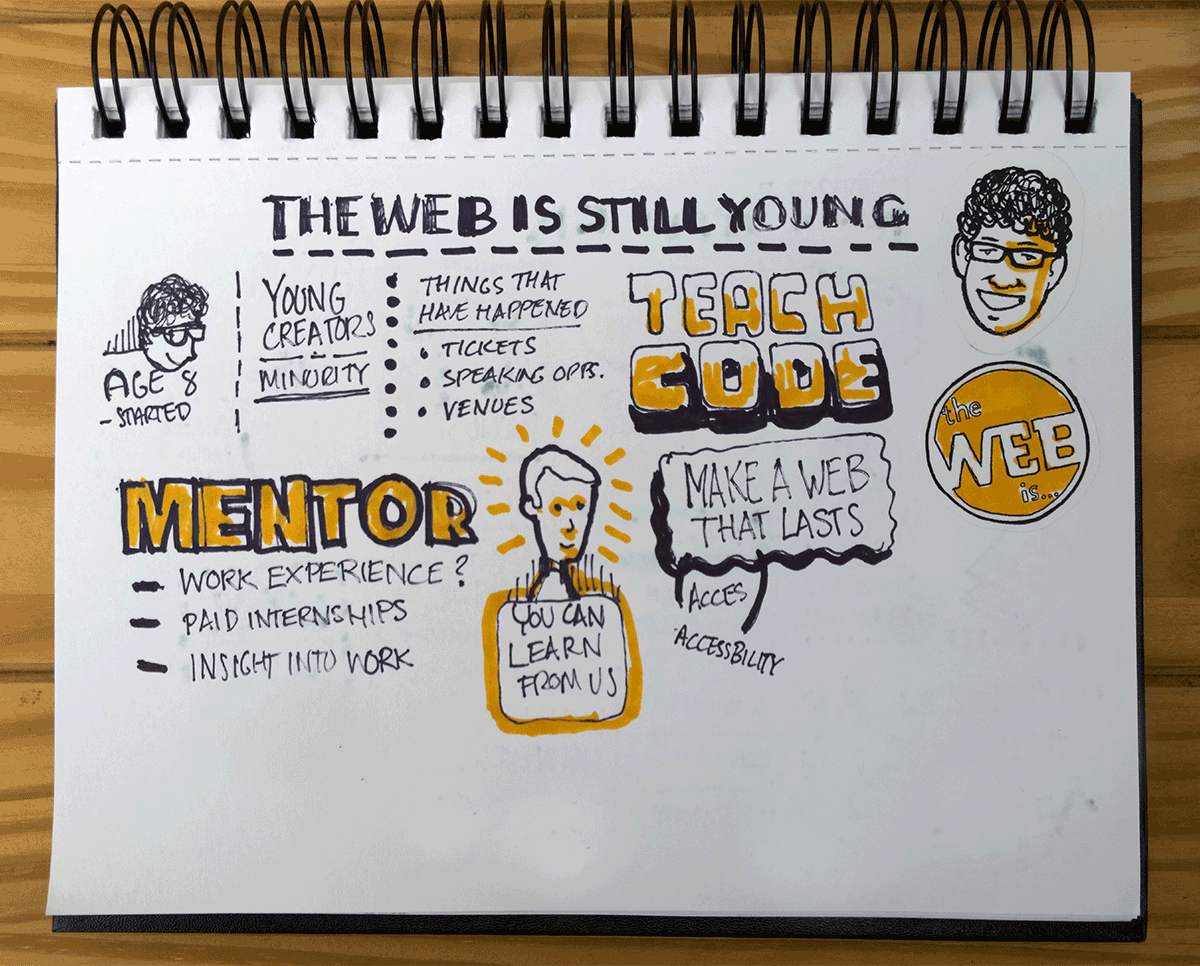 THE WEB IS STILL YOUNG
AGE 8
- STARTED
YOUNG
CREATORS
MINORITY
THINGS THAT
HAVE HAPPENED
• TICKETS
• SPEAKING OPPS.
• VENUES
TEACH
CODE
the
WEB
is...
MENTOR
- WORK EXPERIENCE?
- PAID INTERNSHIPS
- INSIGHT INTO WORK
YOU CAN
LEARN
FROM US
MAKE A WEB
THAT LASTS
ACCES
ACCESSBILITY